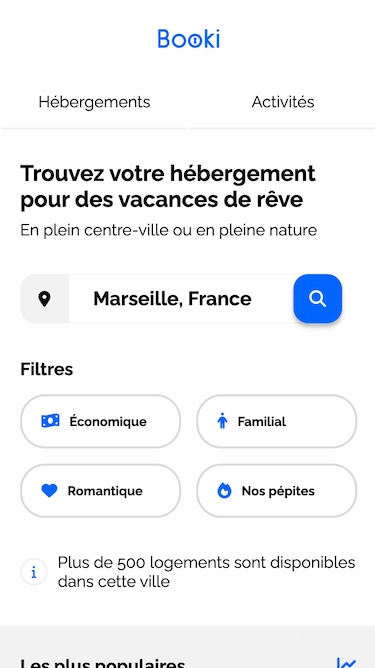 Booki
Hébergements
Activités
Trouvez votre hébergement
pour des vacances de rêve
En plein centre-ville ou en pleine nature
Marseille, France
Filtres
Économique
Familial
Romantique
Nos pépites
Plus de 500 logements sont disponibles
dans cette ville
Les plus populaires